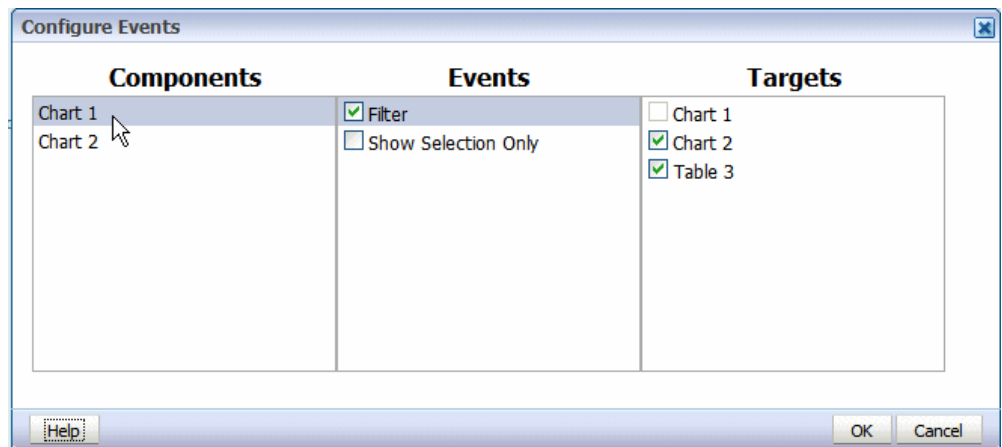 Configure Events
Components Events Targets
Chart 1 Filter Chart 1
Chart 2 Show Selection Only Chart 2
Table 3
Help OK Cancel